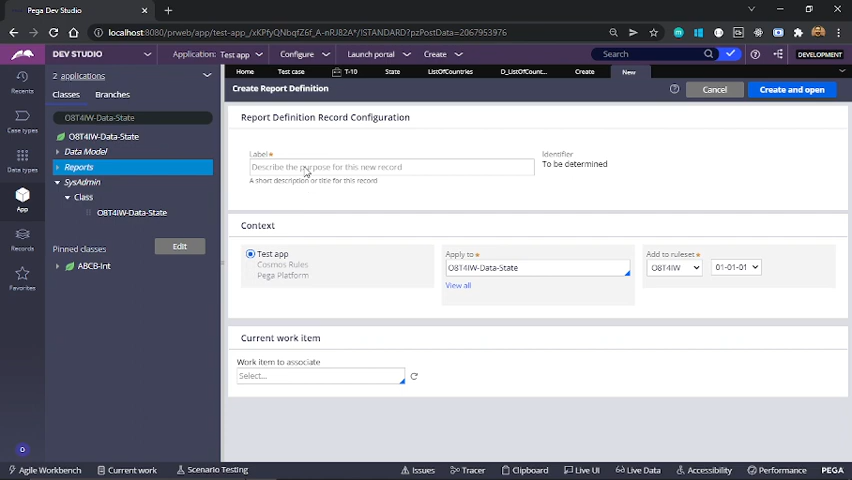 Pega Dev Studio
localhost:8080/prweb/app/test-app_/xKPfyQNbqfZ6f_A-nRJ82A*/!STANDARD?pzPostData=2067953976
DEV STUDIO
Application: Test app
Configure
Launch portal
Create
Search
DEVELOPMENT
2 applications
Home
Test case
T-10
State
ListOfCountries
D_ListOfCount...
Create
New
Recents
Classes
Branches
Create Report Definition
Cancel
Create and open
O8T4IW-Data-State
Report Definition Record Configuration
Case types
O8T4IW-Data-State
Data Model
Label
Identifier
Reports
Describe the purpose for this new record
To be determined
Data types
A short description or title for this record
SysAdmin
Class
App
O8T4IW-Data-State
Context
Records
Pinned classes
Edit
Test app
Apply to
Add to ruleset
ABCB-Int
Cosmos Rules
O8T4IW-Data-State
O8T4IW
01-01-01
Pega Platform
Favorites
View all
Current work item
Work item to associate
Select...
O
Agile Workbench
Current work
Scenario Testing
Issues
Tracer
Clipboard
Live UI
Live Data
Accessibility
Performance
PEGA